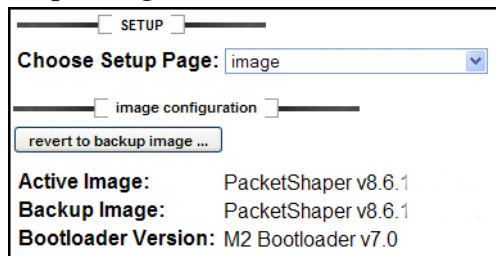 SETUP
Choose Setup Page: image
image configuration
revert to backup image ...
Active Image: PacketShaper v8.6.1
Backup Image: PacketShaper v8.6.1
Bootloader Version: M2 Bootloader v7.0